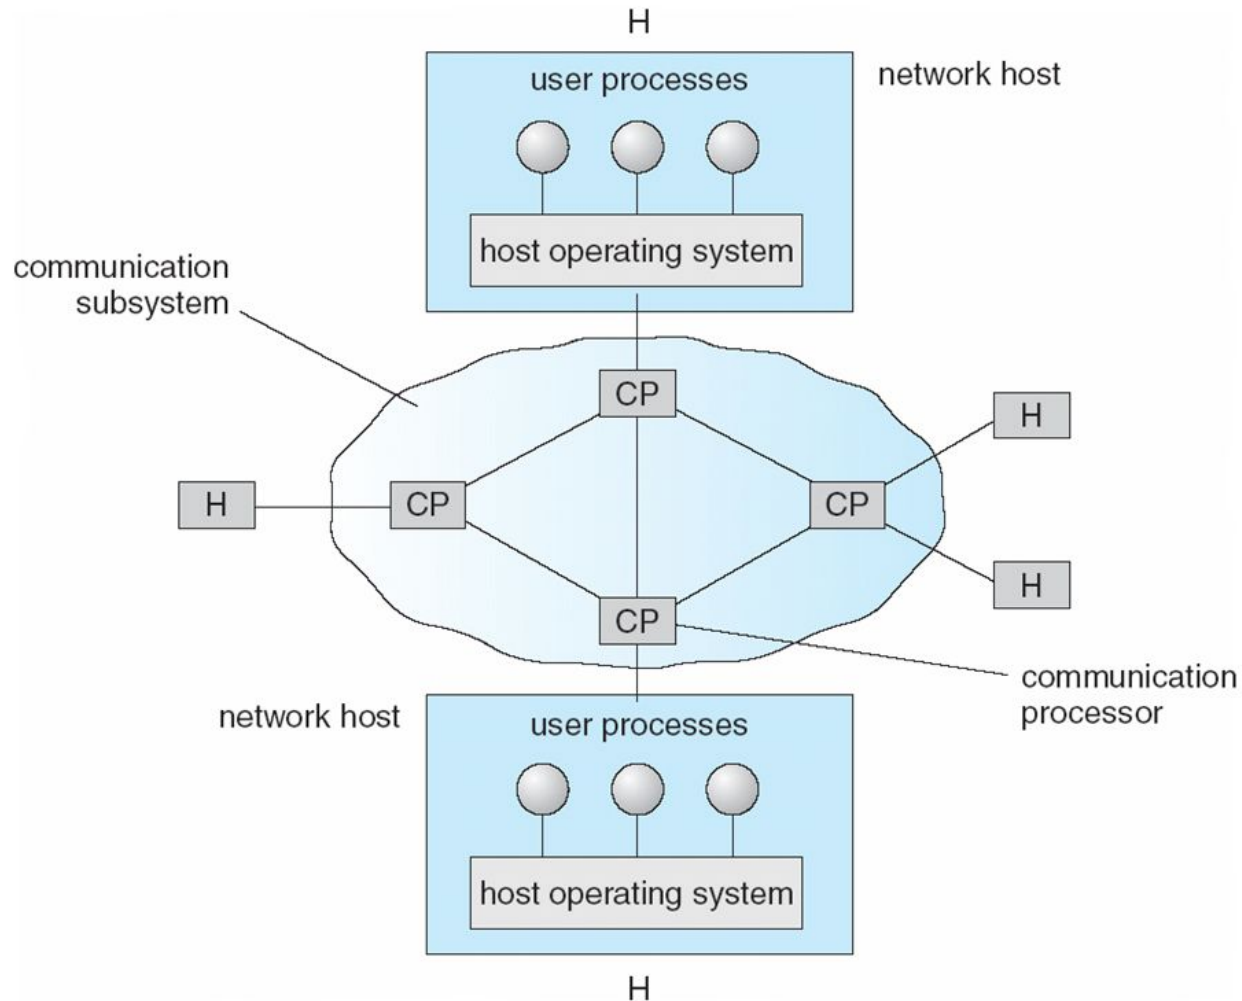 H
user processes
network host
host operating system
communication
subsystem
CP
H
H
CP
CP
H
CP
communication
processor
network host
user processes
host operating system
H